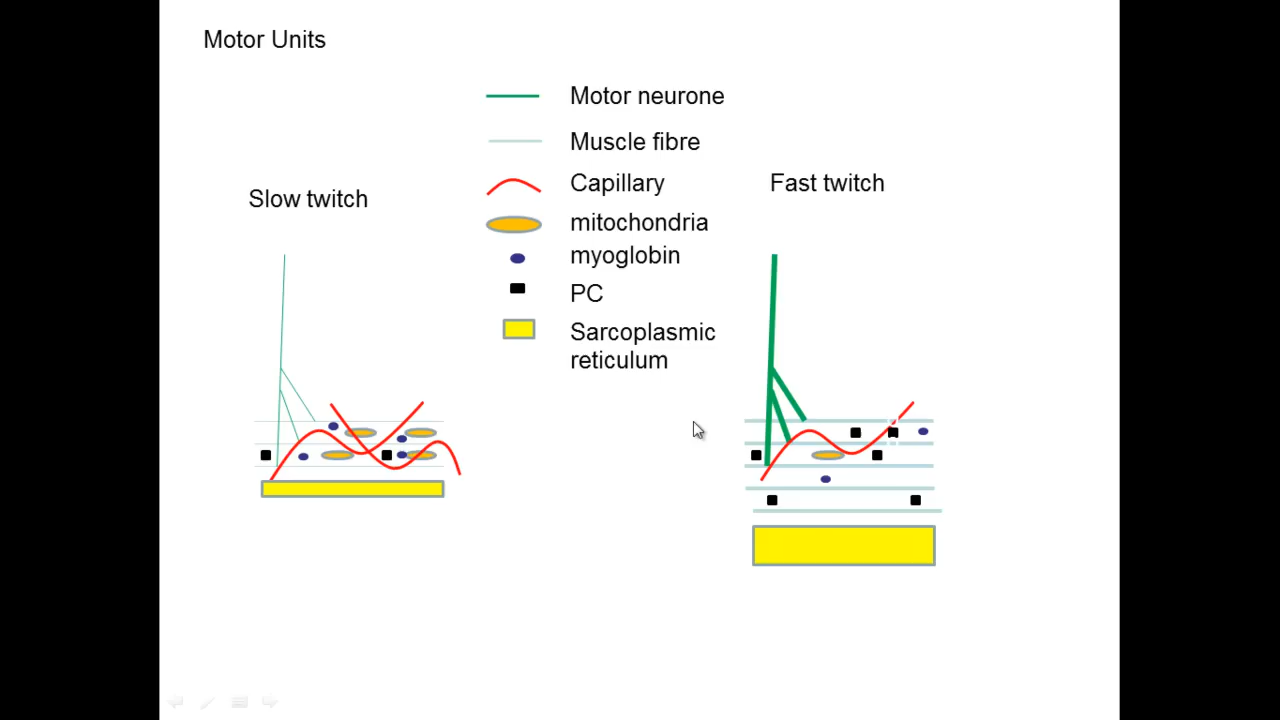 Motor Units
Motor neurone
Muscle fibre
Capillary
mitochondria
myoglobin
PC
Sarcoplasmic
reticulum
Slow twitch
Fast twitch